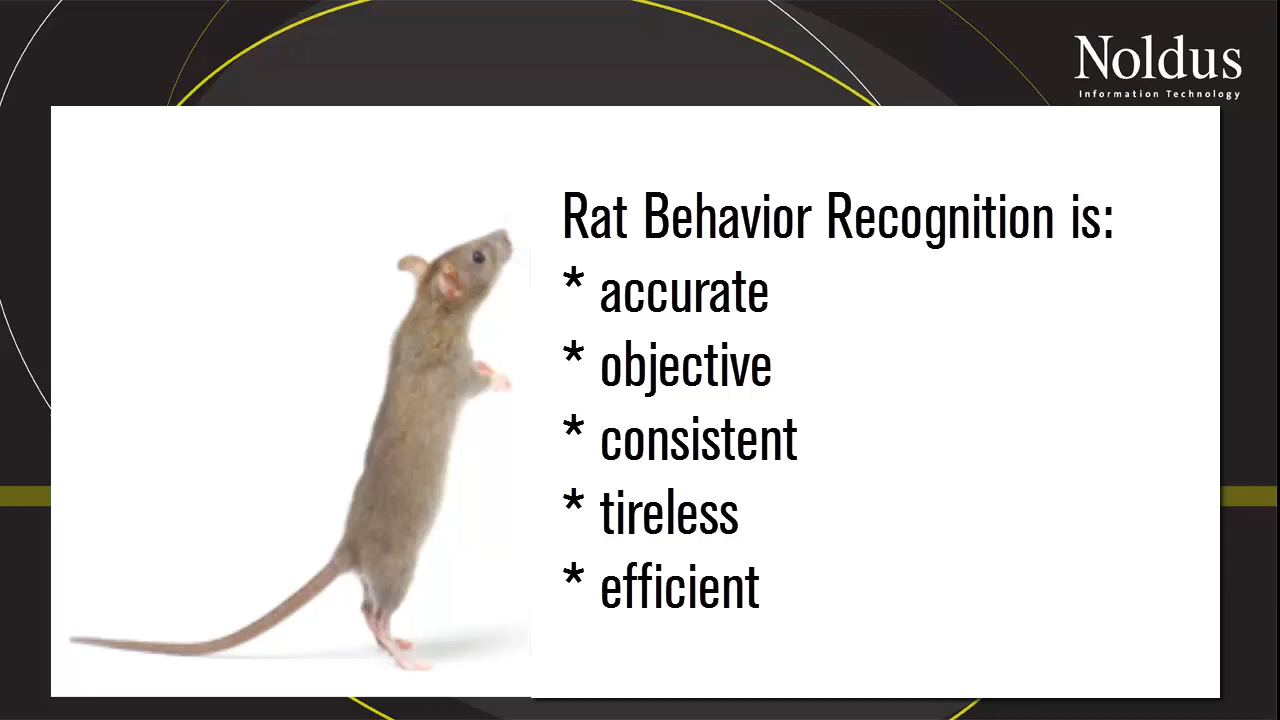 Noldus
Information Technology
Rat Behavior Recognition is:
* accurate
* objective
* consistent
* tireless
* efficient